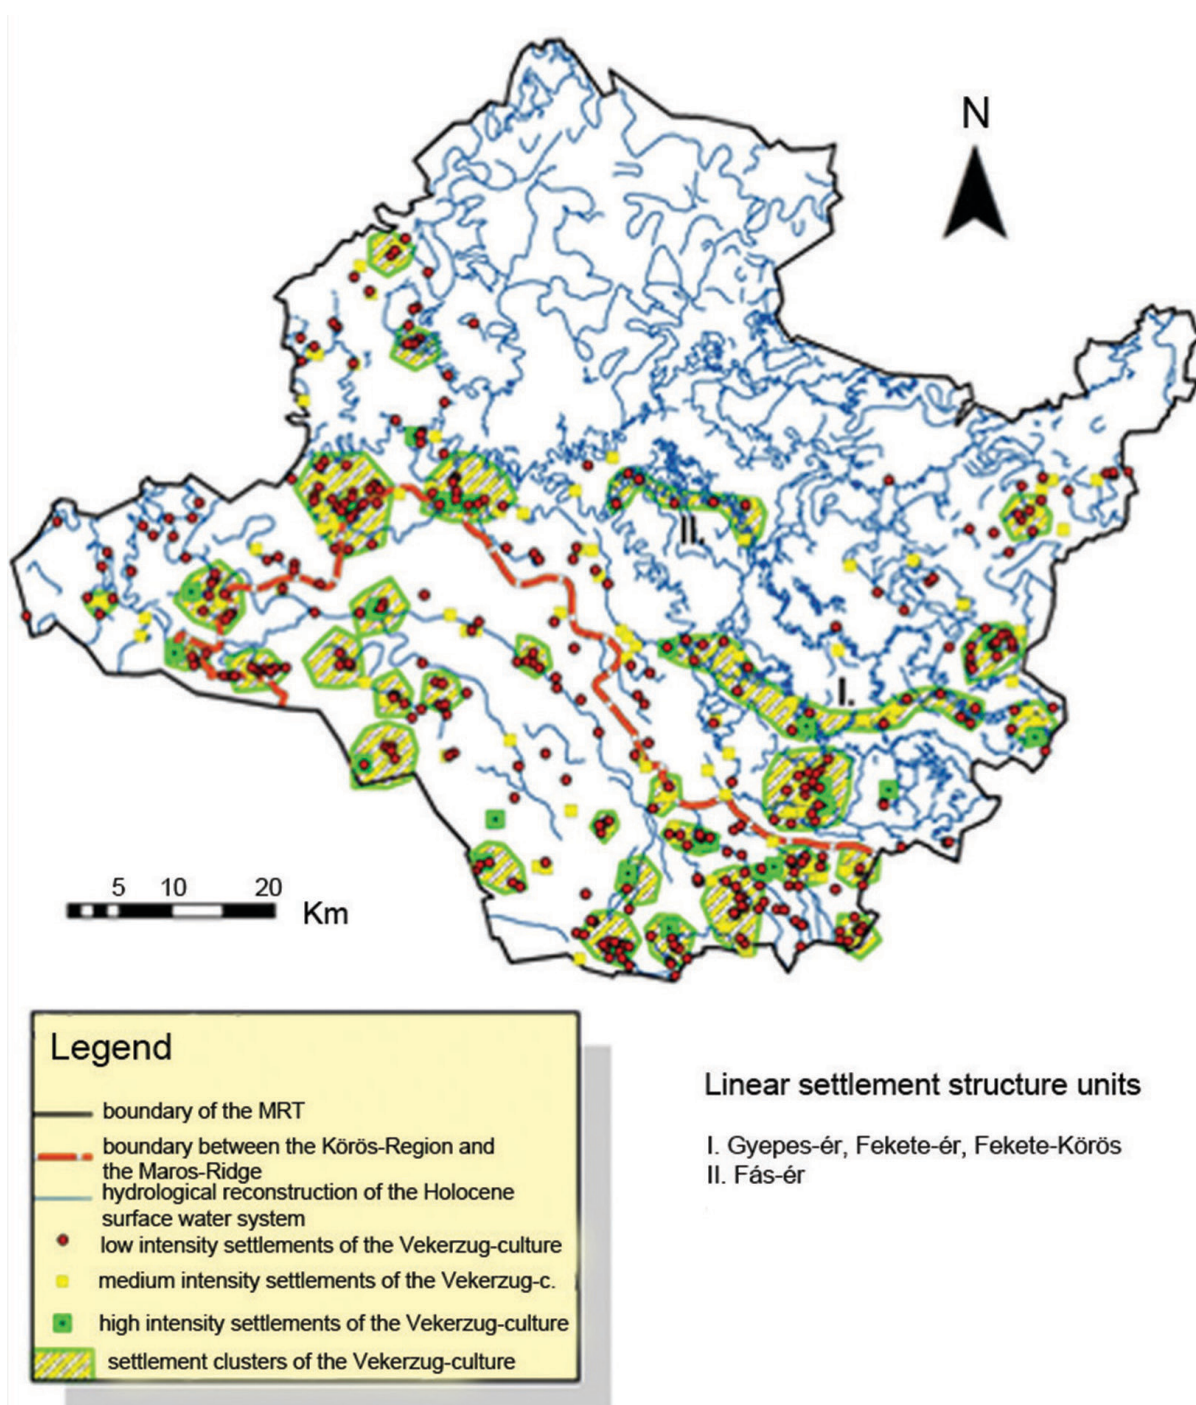 N
II.
I.
5 10 20
Km
Legend
boundary of the MRT
boundary between the Körös-Region and
the Maros-Ridge
hydrological reconstruction of the Holocene
surface water system
low intensity settlements of the Vekerzug-culture
medium intensity settlements of the Vekerzug-c.
high intensity settlements of the Vekerzug-culture
settlement clusters of the Vekerzug-culture
Linear settlement structure units
I. Gyepes-ér, Fekete-ér, Fekete-Körös
II. Fás-ér